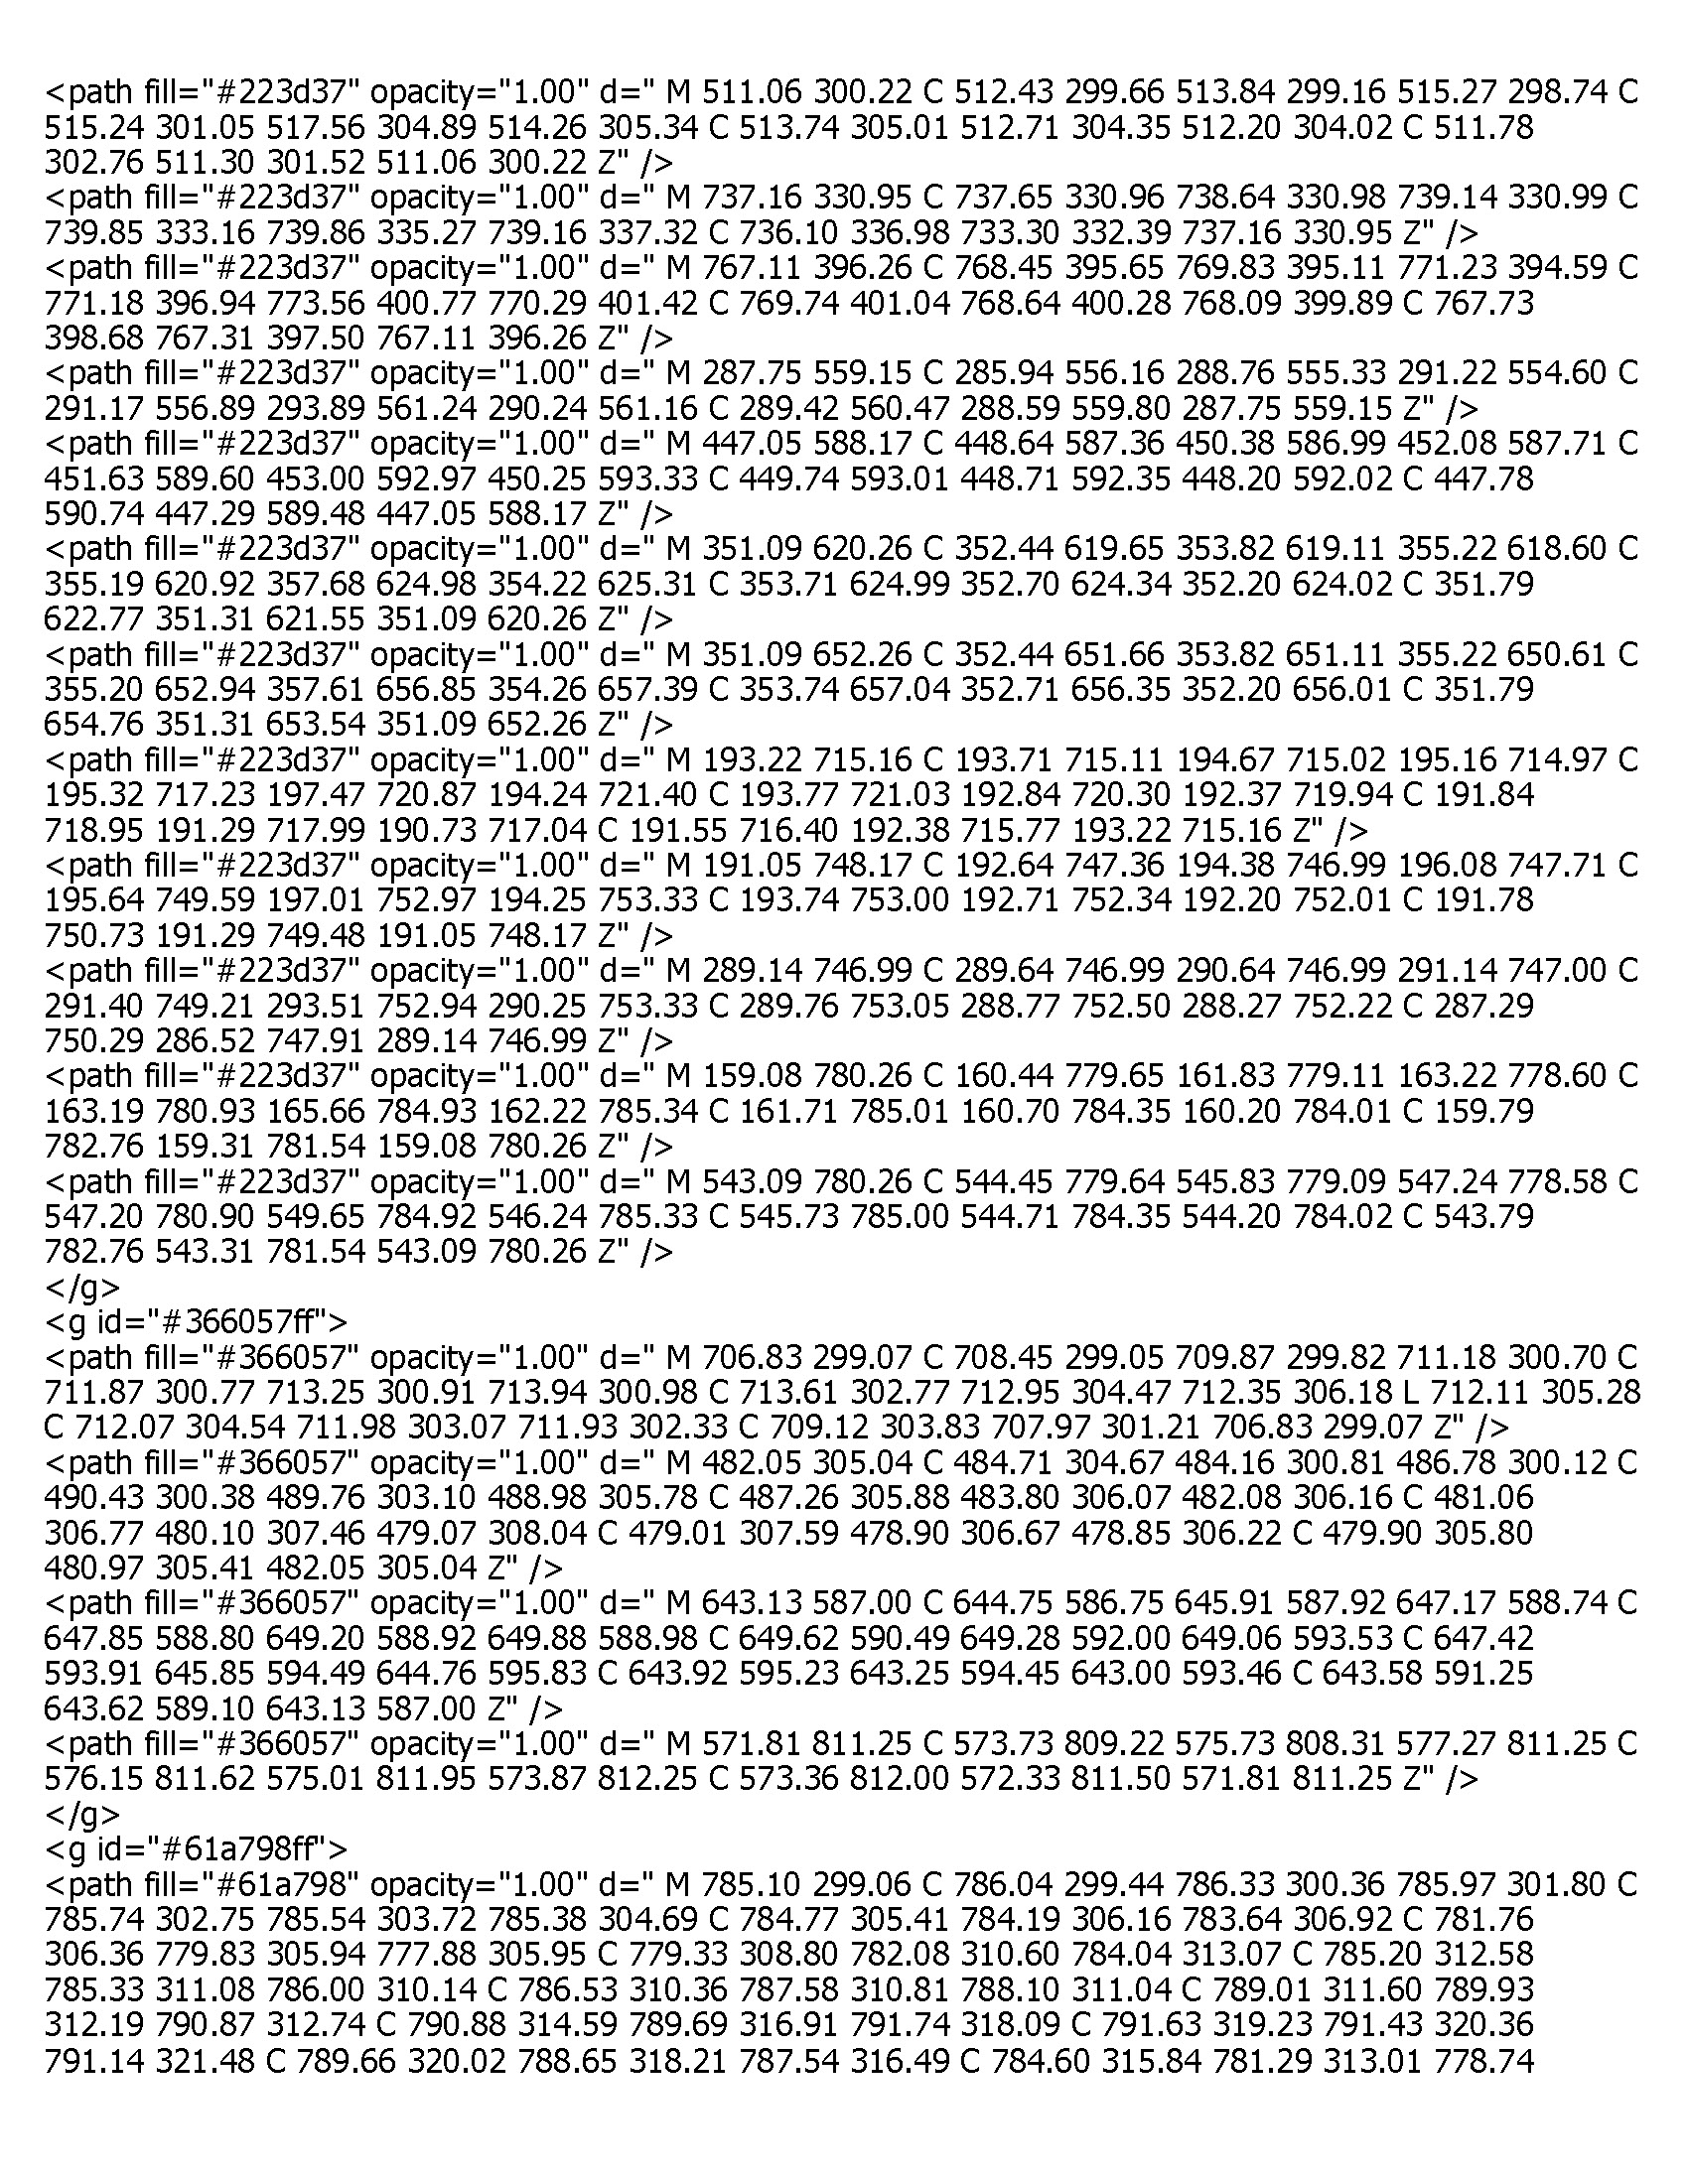 <path fill="#223d37" opacity="1.00" d=" M 511.06 300.22 C 512.43 299.66 513.84 299.16 515.27 298.74 C
515.24 301.05 517.56 304.89 514.26 305.34 C 513.74 305.01 512.71 304.35 512.20 304.02 C 511.78
302.76 511.30 301.52 511.06 300.22 Z" />
<path fill="#223d37" opacity="1.00" d=" M 737.16 330.95 C 737.65 330.96 738.64 330.98 739.14 330.99 C
739.85 333.16 739.86 335.27 739.16 337.32 C 736.10 336.98 733.30 332.39 737.16 330.95 Z" />
<path fill="#223d37" opacity="1.00" d=" M 767.11 396.26 C 768.45 395.65 769.83 395.11 771.23 394.59 C
771.18 396.94 773.56 400.77 770.29 401.42 C 769.74 401.04 768.64 400.28 768.09 399.89 C 767.73
398.68 767.31 397.50 767.11 396.26 Z" />
<path fill="#223d37" opacity="1.00" d=" M 287.75 559.15 C 285.94 556.16 288.76 555.33 291.22 554.60 C
291.17 556.89 293.89 561.24 290.24 561.16 C 289.42 560.47 288.59 559.80 287.75 559.15 Z" />
<path fill="#223d37" opacity="1.00" d=" M 447.05 588.17 C 448.64 587.36 450.38 586.99 452.08 587.71 C
451.63 589.60 453.00 592.97 450.25 593.33 C 449.74 593.01 448.71 592.35 448.20 592.02 C 447.78
590.74 447.29 589.48 447.05 588.17 Z" />
<path fill="#223d37" opacity="1.00" d=" M 351.09 620.26 C 352.44 619.65 353.82 619.11 355.22 618.60 C
355.19 620.92 357.68 624.98 354.22 625.31 C 353.71 624.99 352.70 624.34 352.20 624.02 C 351.79
622.77 351.31 621.55 351.09 620.26 Z" />
<path fill="#223d37" opacity="1.00" d=" M 351.09 652.26 C 352.44 651.66 353.82 651.11 355.22 650.61 C
355.20 652.94 357.61 656.85 354.26 657.39 C 353.74 657.04 352.71 656.35 352.20 656.01 C 351.79
654.76 351.31 653.54 351.09 652.26 Z" />
<path fill="#223d37" opacity="1.00" d=" M 193.22 715.16 C 193.71 715.11 194.67 715.02 195.16 714.97 C
195.32 717.23 197.47 720.87 194.24 721.40 C 193.77 721.03 192.84 720.30 192.37 719.94 C 191.84
718.95 191.29 717.99 190.73 717.04 C 191.55 716.40 192.38 715.77 193.22 715.16 Z" />
<path fill="#223d37" opacity="1.00" d=" M 191.05 748.17 C 192.64 747.36 194.38 746.99 196.08 747.71 C
195.64 749.59 197.01 752.97 194.25 753.33 C 193.74 753.00 192.71 752.34 192.20 752.01 C 191.78
750.73 191.29 749.48 191.05 748.17 Z" />
<path fill="#223d37" opacity="1.00" d=" M 289.14 746.99 C 289.64 746.99 290.64 746.99 291.14 747.00 C
291.40 749.21 293.51 752.94 290.25 753.33 C 289.76 753.05 288.77 752.50 288.27 752.22 C 287.29
750.29 286.52 747.91 289.14 746.99 Z" />
<path fill="#223d37" opacity="1.00" d=" M 159.08 780.26 C 160.44 779.65 161.83 779.11 163.22 778.60 C
163.19 780.93 165.66 784.93 162.22 785.34 C 161.71 785.01 160.70 784.35 160.20 784.01 C 159.79
782.76 159.31 781.54 159.08 780.26 Z" />
<path fill="#223d37" opacity="1.00" d=" M 543.09 780.26 C 544.45 779.64 545.83 779.09 547.24 778.58 C
547.20 780.90 549.65 784.92 546.24 785.33 C 545.73 785.00 544.71 784.35 544.20 784.02 C 543.79
782.76 543.31 781.54 543.09 780.26 Z" />
</g>
<g id="#366057ff">
<path fill="#366057" opacity="1.00" d=" M 706.83 299.07 C 708.45 299.05 709.87 299.82 711.18 300.70 C
711.87 300.77 713.25 300.91 713.94 300.98 C 713.61 302.77 712.95 304.47 712.35 306.18 L 712.11 305.28
C 712.07 304.54 711.98 303.07 711.93 302.33 C 709.12 303.83 707.97 301.21 706.83 299.07 Z" />
<path fill="#366057" opacity="1.00" d=" M 482.05 305.04 C 484.71 304.67 484.16 300.81 486.78 300.12 C
490.43 300.38 489.76 303.10 488.98 305.78 C 487.26 305.88 483.80 306.07 482.08 306.16 C 481.06
306.77 480.10 307.46 479.07 308.04 C 479.01 307.59 478.90 306.67 478.85 306.22 C 479.90 305.80
480.97 305.41 482.05 305.04 Z" />
<path fill="#366057" opacity="1.00" d=" M 643.13 587.00 C 644.75 586.75 645.91 587.92 647.17 588.74 C
647.85 588.80 649.20 588.92 649.88 588.98 C 649.62 590.49 649.28 592.00 649.06 593.53 C 647.42
593.91 645.85 594.49 644.76 595.83 C 643.92 595.23 643.25 594.45 643.00 593.46 C 643.58 591.25
643.62 589.10 643.13 587.00 Z" />
<path fill="#366057" opacity="1.00" d=" M 571.81 811.25 C 573.73 809.22 575.73 808.31 577.27 811.25 C
576.15 811.62 575.01 811.95 573.87 812.25 C 573.36 812.00 572.33 811.50 571.81 811.25 Z" />
</g>
<g id="#61a798ff">
<path fill="#61a798" opacity="1.00" d=" M 785.10 299.06 C 786.04 299.44 786.33 300.36 785.97 301.80 C
785.74 302.75 785.54 303.72 785.38 304.69 C 784.77 305.41 784.19 306.16 783.64 306.92 C 781.76
306.36 779.83 305.94 777.88 305.95 C 779.33 308.80 782.08 310.60 784.04 313.07 C 785.20 312.58
785.33 311.08 786.00 310.14 C 786.53 310.36 787.58 310.81 788.10 311.04 C 789.01 311.60 789.93
312.19 790.87 312.74 C 790.88 314.59 789.69 316.91 791.74 318.09 C 791.63 319.23 791.43 320.36
791.14 321.48 C 789.66 320.02 788.65 318.21 787.54 316.49 C 784.60 315.84 781.29 313.01 778.74